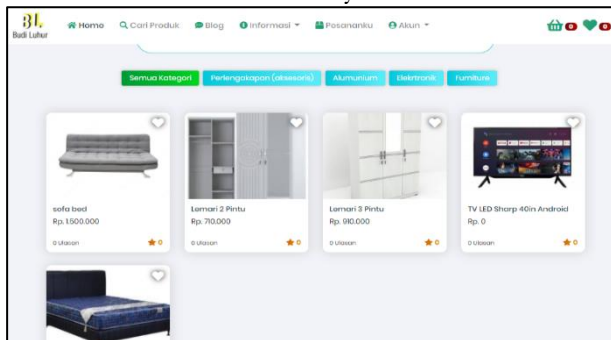 BL
Budi Luhur
Home Cari Produk Blog Informasi Pesananku Akun 0 0
Semua Kategori Perlengakapan (aksesoris) Alumunium Elektronik Furniture
sofa bed
Rp. 1.500.000
0 Ulasan 0
Lemari 2 Pintu
Rp. 710.000
0 Ulasan 0
Lemari 3 Pintu
Rp. 910.000
0 Ulasan 0
TV LED Sharp 40in Android
Rp. 0
0 Ulasan 0